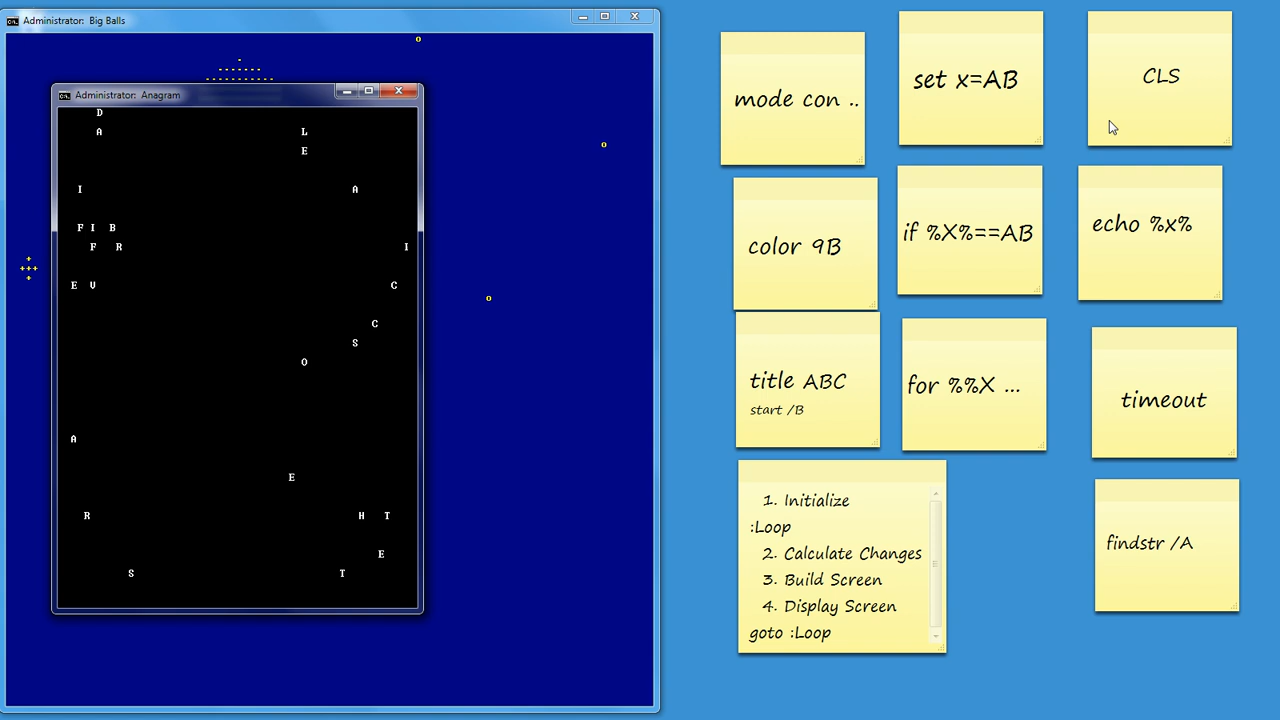 Administrator: Big Balls
Administrator: Anagram
D
A L
E
I A
F I B
F R I
E V C
C
S
O
A
E
R H T
E
S T
mode con ..
set x=AB
CLS
color 9B
if %X%==AB
echo %x%
title ABC
start /B
for %%X ...
timeout
1. Initialize
:Loop
2. Calculate Changes
3. Build Screen
4. Display Screen
goto :Loop
findstr /A